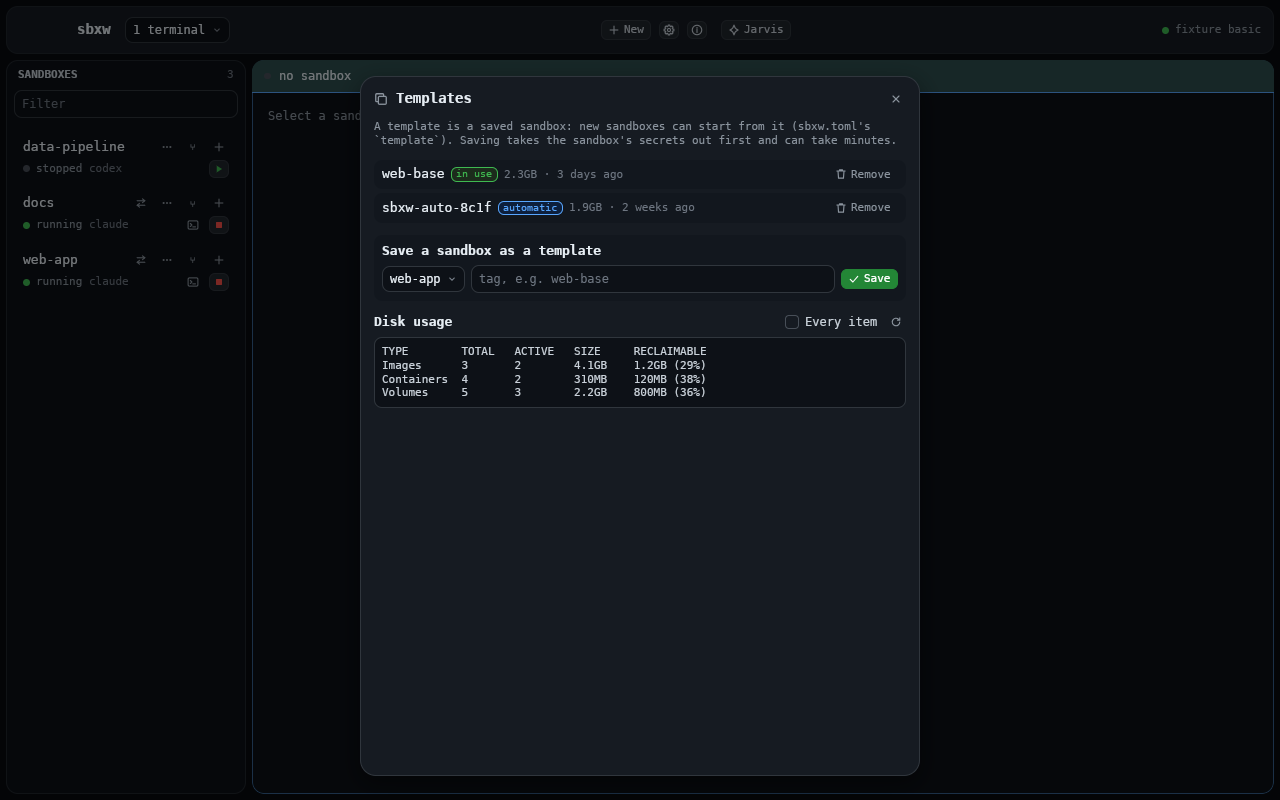 sbxw
1 terminal
New
Jarvis
fixture basic
SANDBOXES 3
Filter
data-pipeline
stopped codex
docs
running claude
web-app
running claude
no sandbox
Templates
A template is a saved sandbox: new sandboxes can start from it (sbxw.toml's
`template`). Saving takes the sandbox's secrets out first and can take minutes.
web-base in use 2.3GB · 3 days ago Remove
sbxw-auto-8c1f automatic 1.9GB · 2 weeks ago Remove
Save a sandbox as a template
web-app tag, e.g. web-base Save
Disk usage Every item
TYPE TOTAL ACTIVE SIZE RECLAIMABLE
Images 3 2 4.1GB 1.2GB (29%)
Containers 4 2 310MB 120MB (38%)
Volumes 5 3 2.2GB 800MB (36%)
Select a